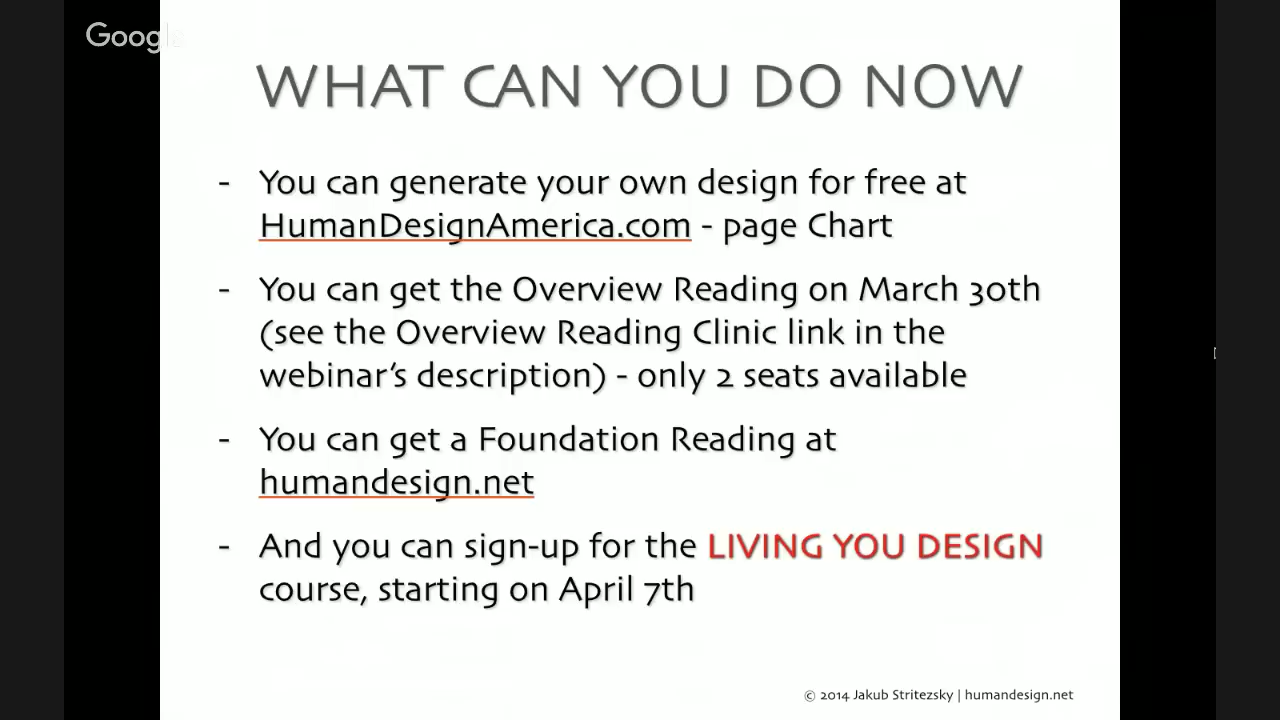 Google
WHAT CAN YOU DO NOW
- You can generate your own design for free at
HumanDesignAmerica.com - page Chart
- You can get the Overview Reading on March 30th
(see the Overview Reading Clinic link in the
webinar's description) - only 2 seats available
- You can get a Foundation Reading at
humandesign.net
- And you can sign-up for the LIVING YOU DESIGN
course, starting on April 7th
© 2014 Jakub Stritezsky | humandesign.net